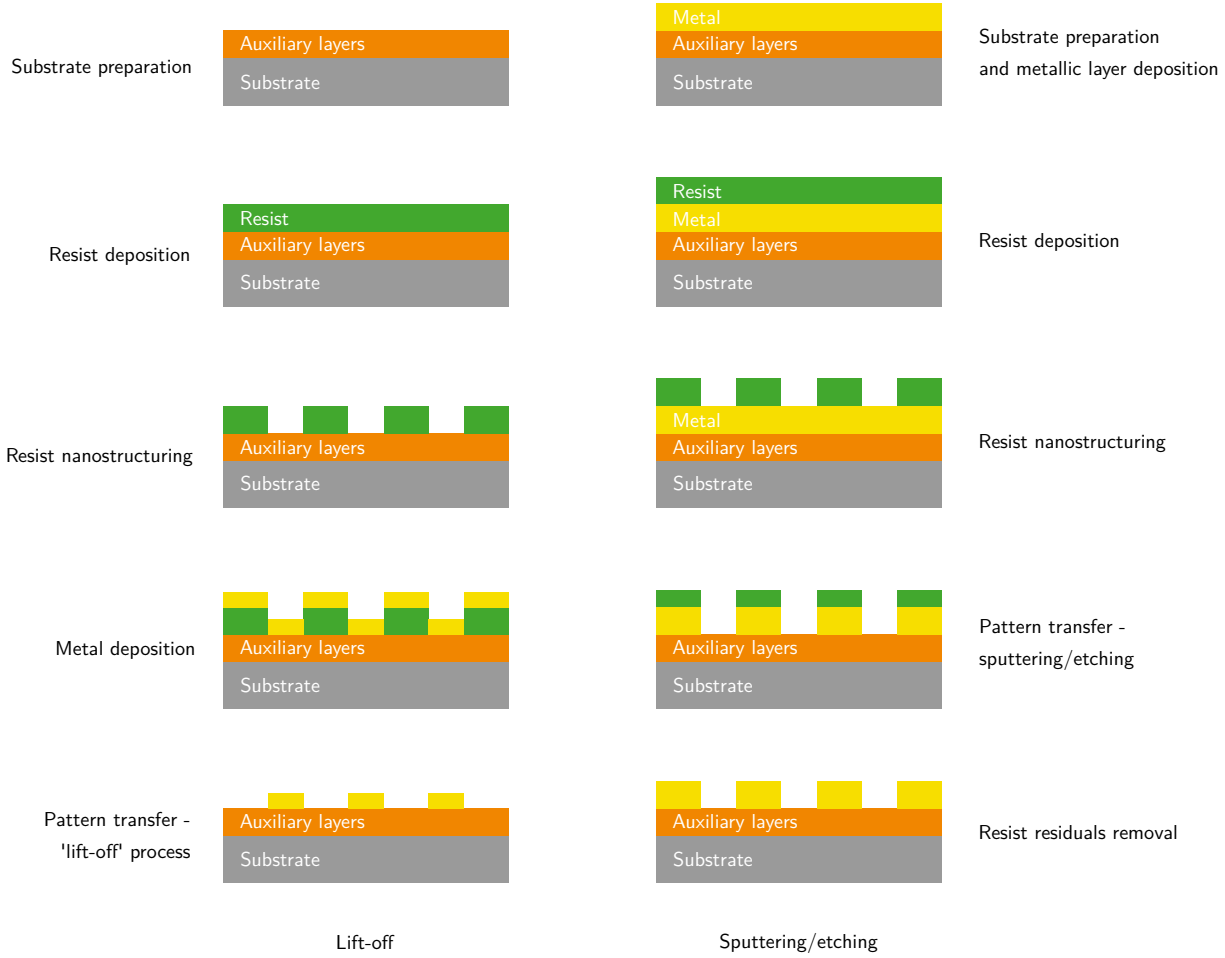 Substrate preparation
Auxiliary layers
Substrate
Metal
Auxiliary layers
Substrate
Substrate preparation
and metallic layer deposition
Resist deposition
Resist
Auxiliary layers
Substrate
Resist
Metal
Auxiliary layers
Substrate
Resist deposition
Resist nanostructuring
Auxiliary layers
Substrate
Metal
Auxiliary layers
Substrate
Resist nanostructuring
Metal deposition
Auxiliary layers
Substrate
Auxiliary layers
Substrate
Pattern transfer -
sputtering/etching
Pattern transfer -
'lift-off' process
Auxiliary layers
Substrate
Auxiliary layers
Substrate
Resist residuals removal
Lift-off
Sputtering/etching